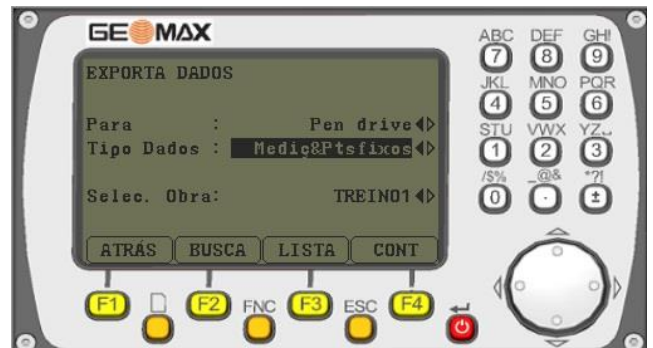 GEOMAX
EXPORTA DADOS
Para : Pen drive
Tipo Dados : Mediç&Ptsfixos
Selec. Obra: TREINO1
ATRÁS BUSCA LISTA CONT
F1 F2 FNC F3 ESC F4
ABC DEF GHI
7 8 9
JKL MNO PQR
4 5 6
STU VWX YZ␣
1 2 3
/$% _@& *?!
0 . ±